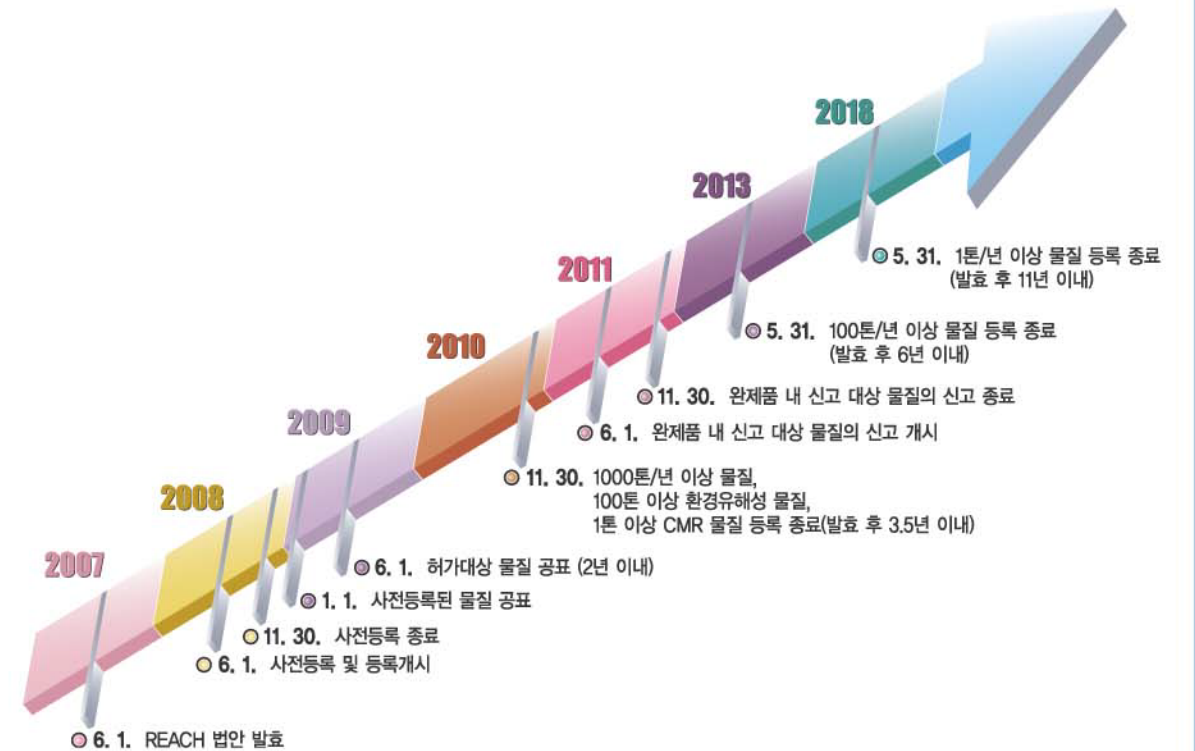 2007
6. 1. REACH 법안 발효
2008
6. 1. 사전등록 및 등록개시
11. 30. 사전등록 종료
2009
1. 1. 사전등록된 물질 공표
6. 1. 허가대상 물질 공표 (2년 이내)
2010
11. 30. 1000톤/년 이상 물질,
100톤 이상 환경유해성 물질,
1톤 이상 CMR 물질 등록 종료(발효 후 3.5년 이내)
2011
6. 1. 완제품 내 신고 대상 물질의 신고 개시
11. 30. 완제품 내 신고 대상 물질의 신고 종료
2013
5. 31. 100톤/년 이상 물질 등록 종료
(발효 후 6년 이내)
2018
5. 31. 1톤/년 이상 물질 등록 종료
(발효 후 11년 이내)